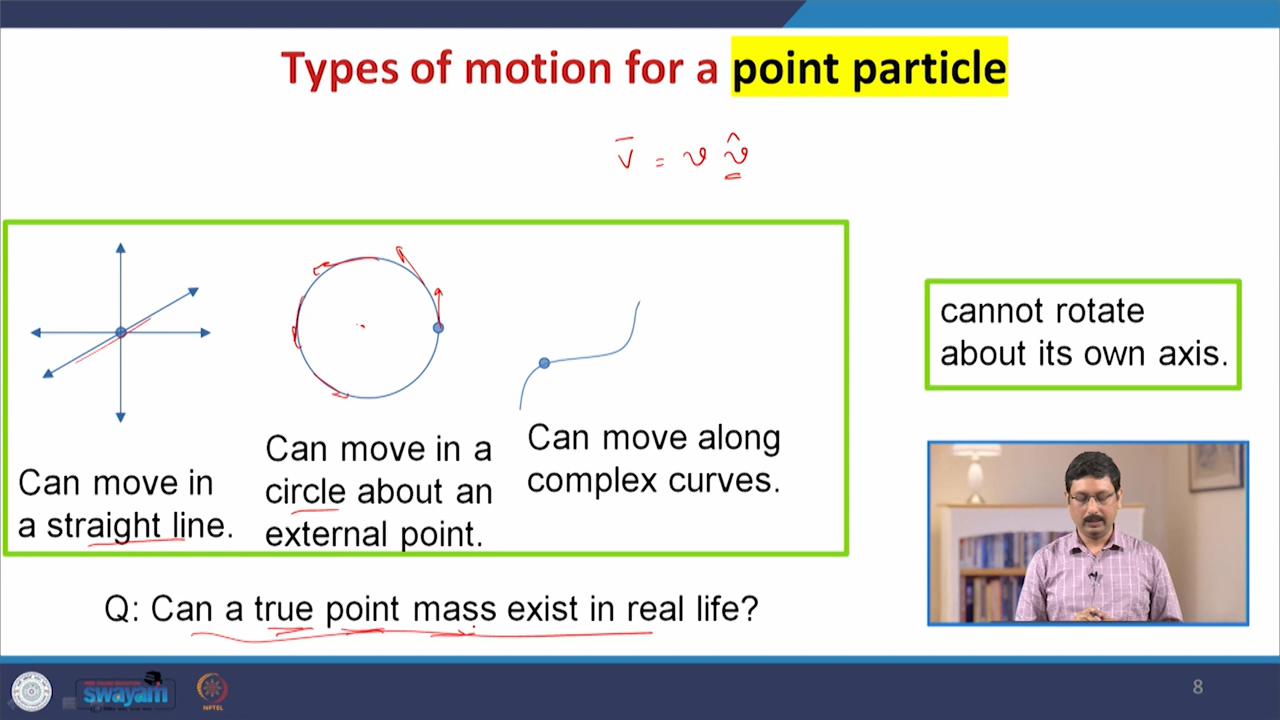 Types of motion for a point particle
v̅ = v v̂
cannot rotate
about its own axis.
Can move in
a straight line.
Can move in a
circle about an
external point.
Can move along
complex curves.
Q: Can a true point mass exist in real life?
swayam
NPTEL
8